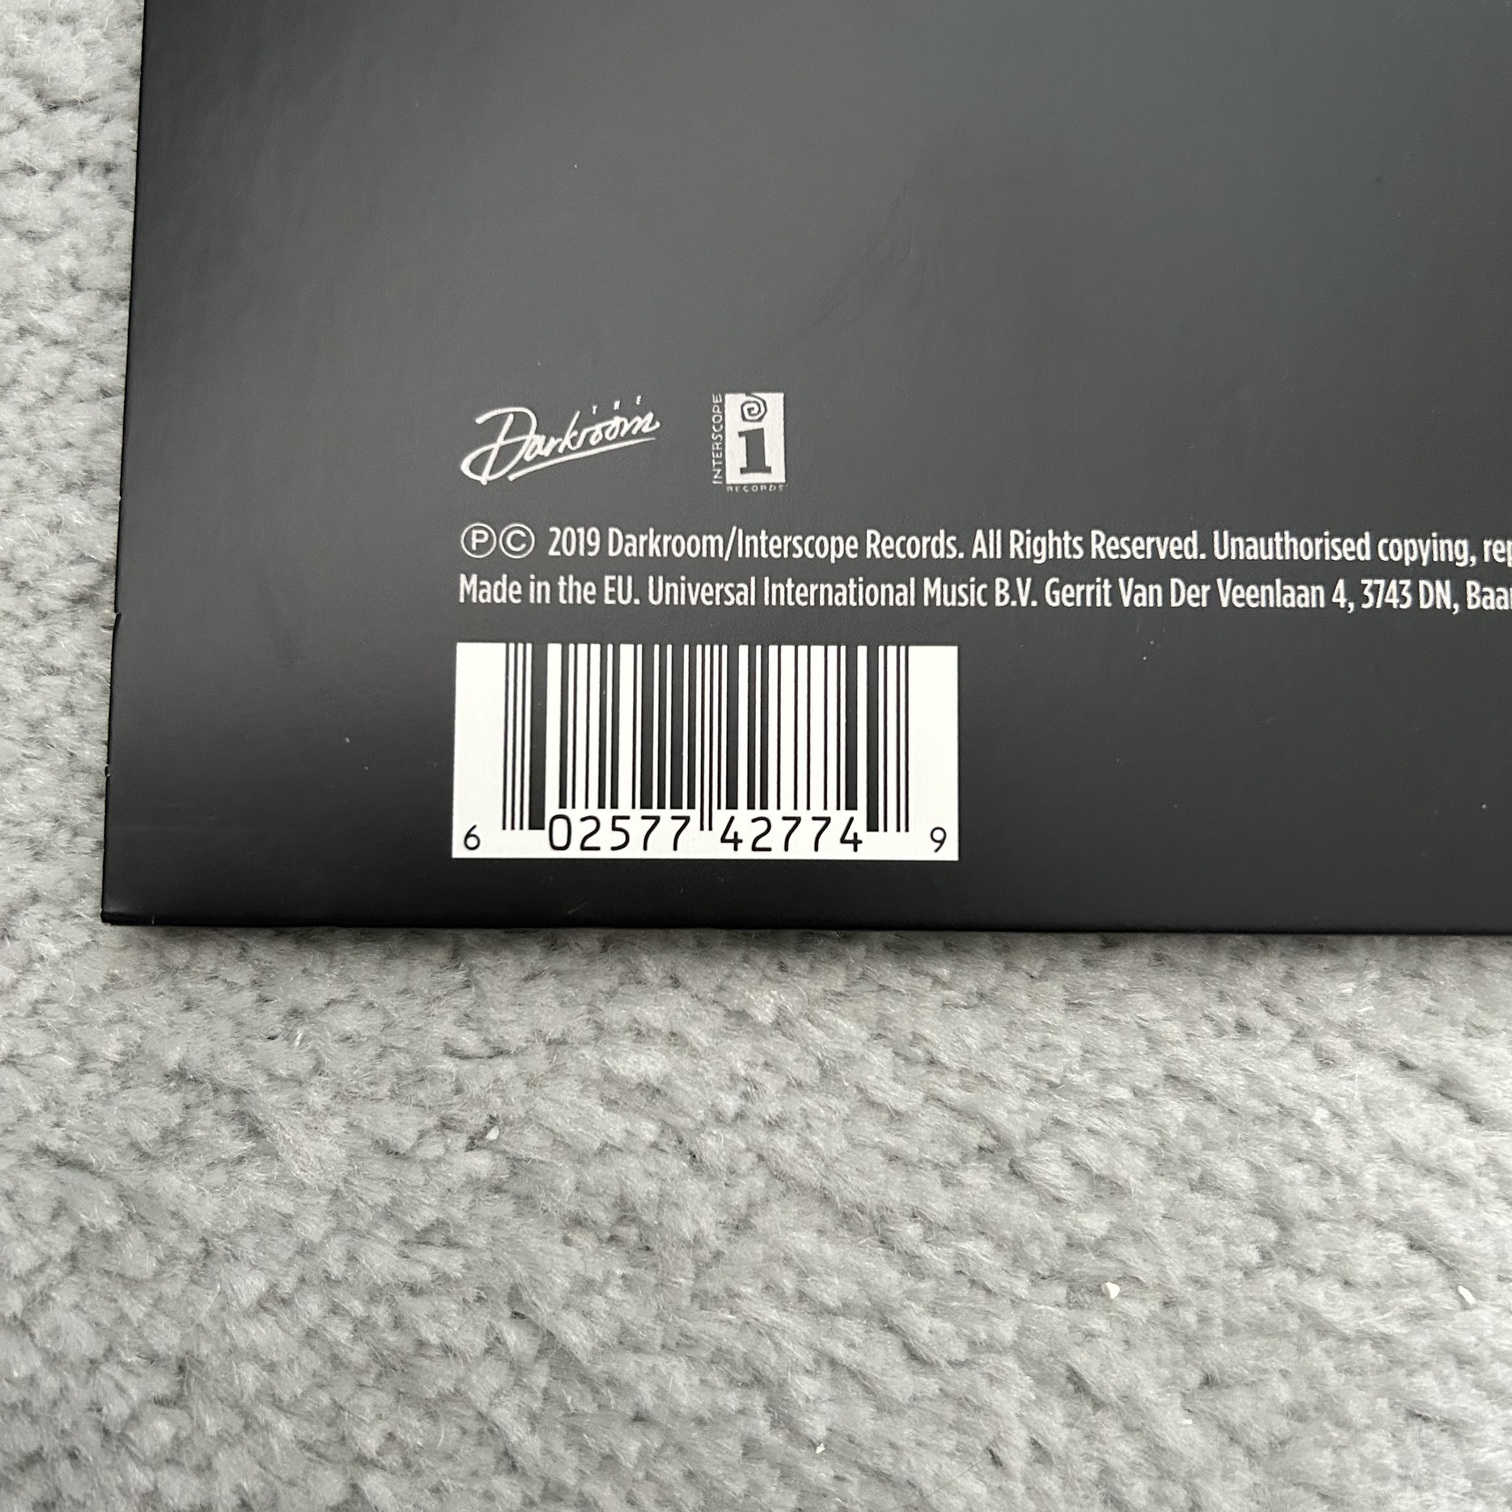 THE
Darkroom
INTERSCOPE
i
RECORDS
ⓅⒸ 2019 Darkroom/Interscope Records. All Rights Reserved. Unauthorised copying,
Made in the EU. Universal International Music B.V. Gerrit Van Der Veenlaan 4, 3743 DN,
6 02577 42774 9